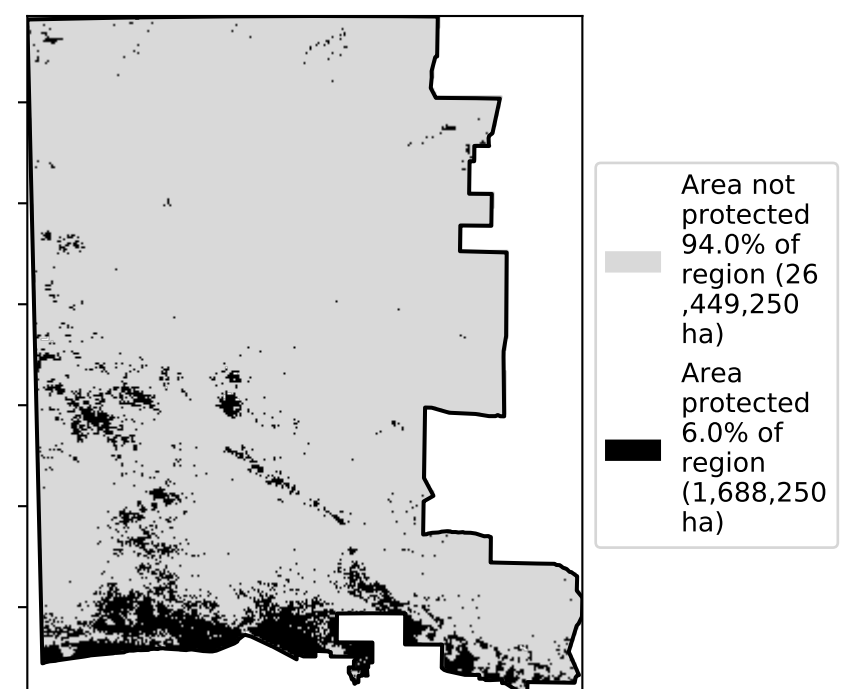 Area not
protected
94.0% of
region (26
,449,250
ha)
Area
protected
6.0% of
region
(1,688,250
ha)